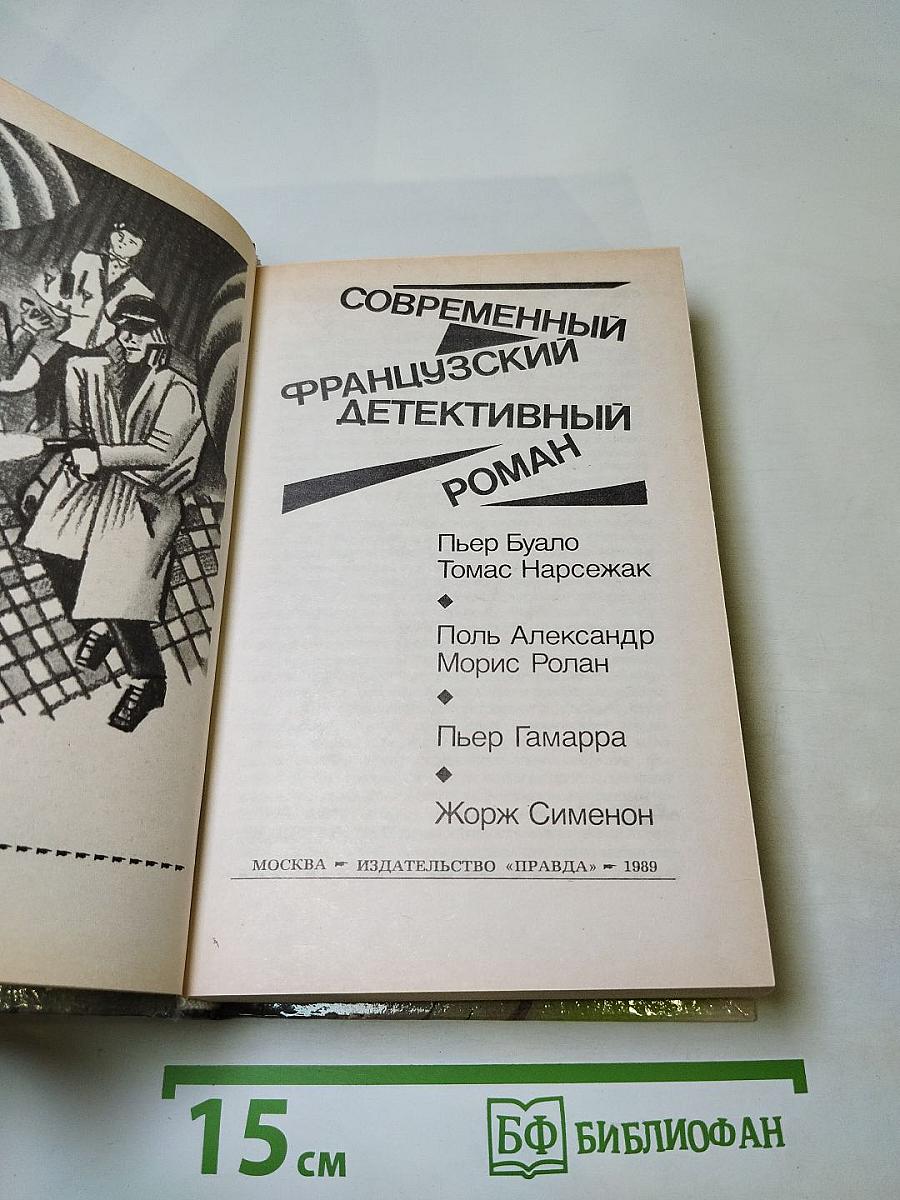 СОВРЕМЕННЫЙ
ФРАНЦУЗСКИЙ
ДЕТЕКТИВНЫЙ
РОМАН
Пьер Буало
Томас Нарсежак
Поль Александр
Морис Ролан
Пьер Гамарра
Жорж Сименон
МОСКВА ИЗДАТЕЛЬСТВО «ПРАВДА» 1989
15 см
БФ БИБЛИОФАН